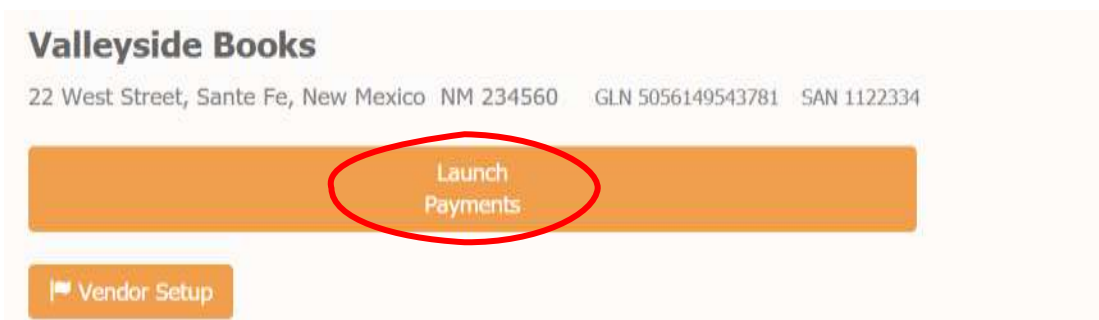 Valleyside Books
22 West Street, Sante Fe, New Mexico NM 234560 GLN 5056149543781 SAN 1122334
Launch
Payments
Vendor Setup